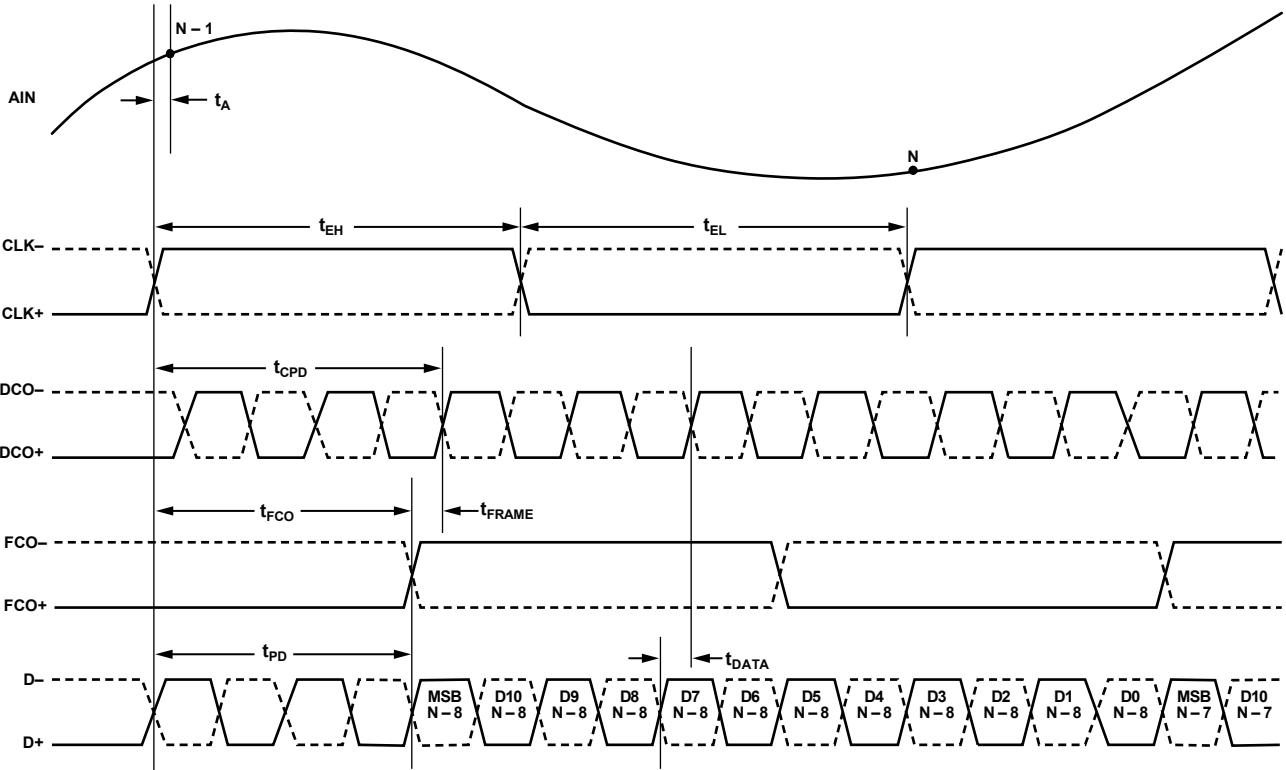 N – 1
AIN
tA
N
tEH
tEL
CLK–
CLK+
tCPD
DCO–
DCO+
tFCO
tFRAME
FCO–
FCO+
tPD
tDATA
D–
D+
MSB N – 8
D10 N – 8
D9 N – 8
D8 N – 8
D7 N – 8
D6 N – 8
D5 N – 8
D4 N – 8
D3 N – 8
D2 N – 8
D1 N – 8
D0 N – 8
MSB N – 7
D10 N – 7